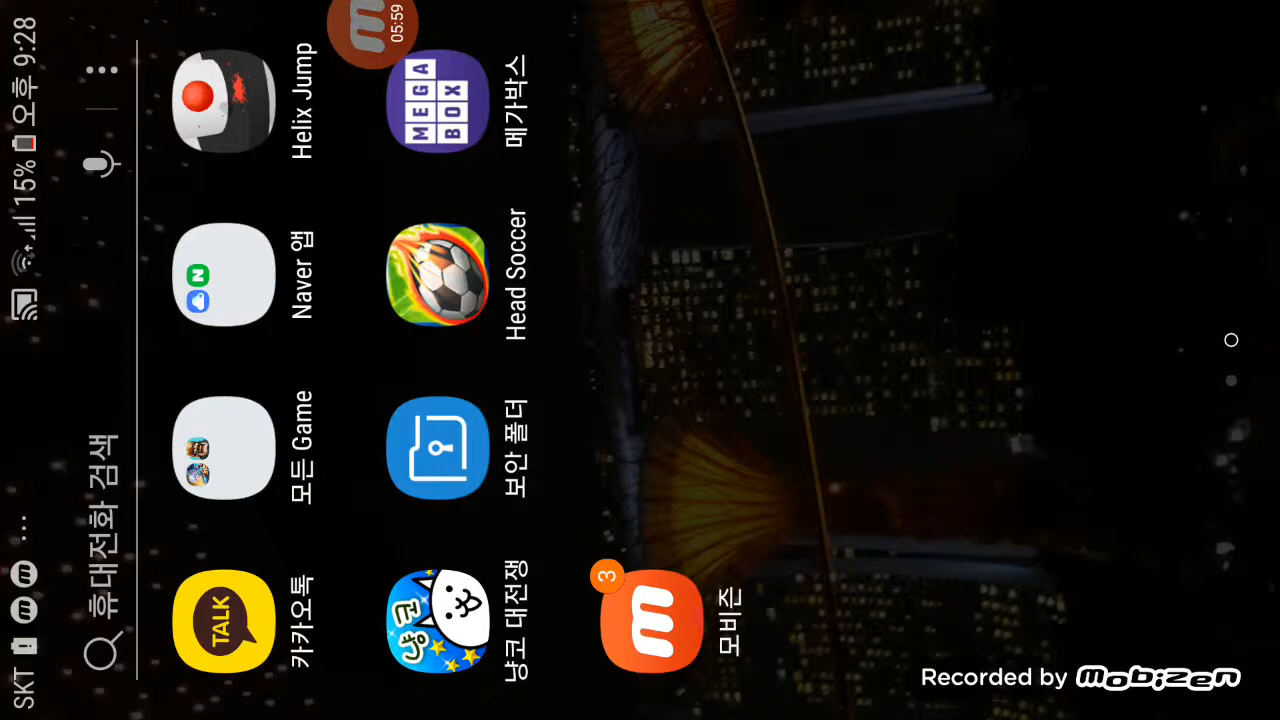 SKT ... 15% 오후 9:28
휴대전화 검색
TALK
카카오톡
모든 Game
N
Naver 앱
Helix Jump
05:59
냥코
냥코 대전쟁
보안 폴더
Head Soccer
MEGA
BOX
메가박스
3
모비즌
Recorded by mobizen